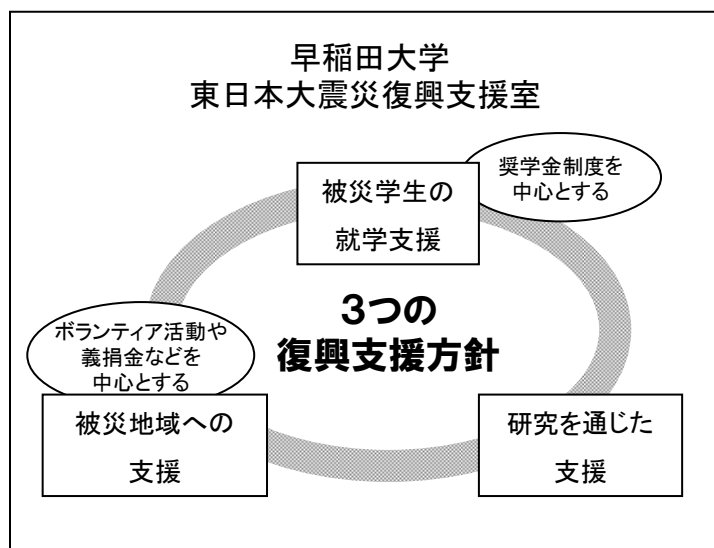 早稲田大学
東日本大震災復興支援室
奨学金制度を
中心とする
被災学生の
就学支援
3つの
復興支援方針
ボランティア活動や
義捐金などを
中心とする
被災地域への
支援
研究を通じた
支援